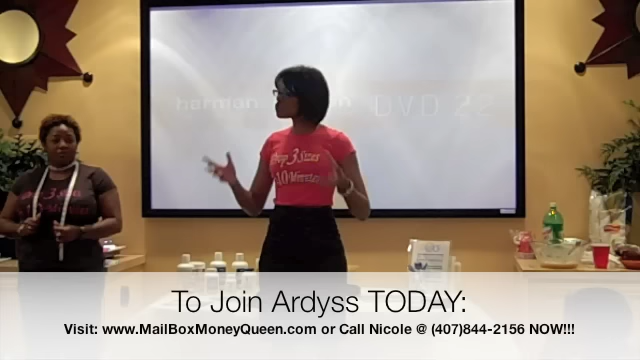 harman
DVD 22
Drop 3 Sizes
10 Minutes
To Join Ardyss TODAY:
Visit: www.MailBoxMoneyQueen.com or Call Nicole @ (407)844-2156 NOW!!!